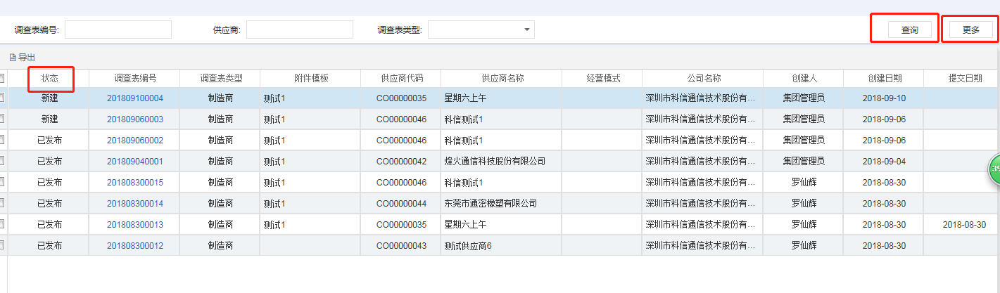 调查表编号: 供应商: 调查表类型: 查询 更多
导出
状态 调查表编号 调查表类型 附件模板 供应商代码 供应商名称 经营模式 公司名称 创建人 创建日期 提交日期
新建 201809100004 制造商 测试1 CO00000035 星期六上午 深圳市科信通信技术股份有... 集团管理员 2018-09-10
新建 201809060003 制造商 测试1 CO00000046 科信测试1 深圳市科信通信技术股份有... 集团管理员 2018-09-06
已发布 201809060002 制造商 测试1 CO00000046 科信测试1 深圳市科信通信技术股份有... 集团管理员 2018-09-06
已发布 201809040001 制造商 测试1 CO00000042 烽火通信科技股份有限公司 深圳市科信通信技术股份有... 集团管理员 2018-09-04
已发布 201808300015 制造商 测试1 CO00000046 科信测试1 深圳市科信通信技术股份有... 罗仙辉 2018-08-30
已发布 201808300014 制造商 测试1 CO00000044 东莞市通密橡塑有限公司 深圳市科信通信技术股份有... 罗仙辉 2018-08-30
已发布 201808300013 制造商 测试1 CO00000035 星期六上午 深圳市科信通信技术股份有... 罗仙辉 2018-08-30 2018-08-30
已发布 201808300012 制造商 CO00000043 测试供应商6 深圳市科信通信技术股份有... 罗仙辉 2018-08-30